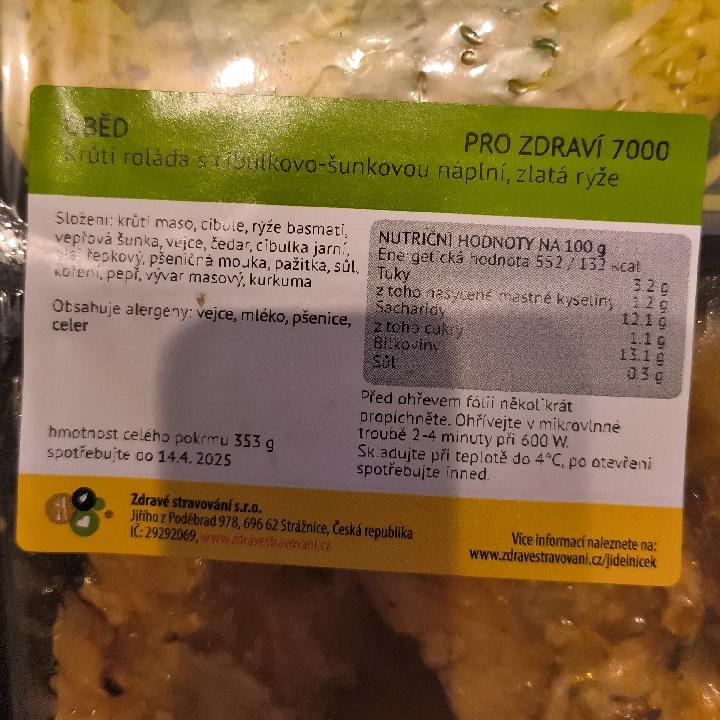 OBĚD
PRO ZDRAVÍ 7000
Krůtí roláda s cibulkovo-šunkovou náplní, zlatá rýže
Složení: krůtí maso, cibule, rýže basmati,
vepřová šunka, vejce, čedar, cibulka jarní,
olej řepkový, pšeničná mouka, pažitka, sůl,
koření, pepř, vývar masový, kurkuma
Obsahuje alergeny: vejce, mléko, pšenice,
celer
hmotnost celého pokrmu 353 g
spotřebujte do 14.4. 2025
NUTRIČNÍ HODNOTY NA 100 g
Energetická hodnota 552 / 132 kcal
Tuky 3.2 g
z toho nasycené mastné kyseliny 1.2 g
Sacharidy 12.1 g
z toho cukry 1.1 g
Bílkoviny 13.1 g
Sůl 0.3 g
Před ohřevem fólii několikrát
propíchněte. Ohřívejte v mikrovlnné
troubě 2-4 minuty při 600 W.
Skladujte při teplotě do 4°C, po otevření
spotřebujte ihned.
Zdravé stravování s.r.o.
Jiřího z Poděbrad 978, 696 62 Strážnice, Česká republika
IČ: 29292069, www.zdravestravovani.cz
Více informací naleznete na:
www.zdravestravovani.cz/jidelnicek